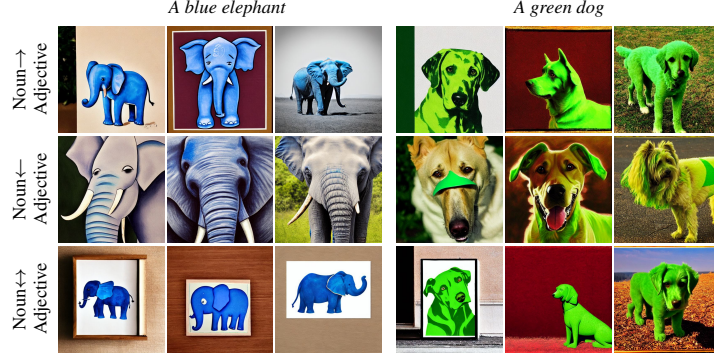 A blue elephant
A green dog
Noun→
Adjective
Noun←
Adjective
Noun↔
Adjective